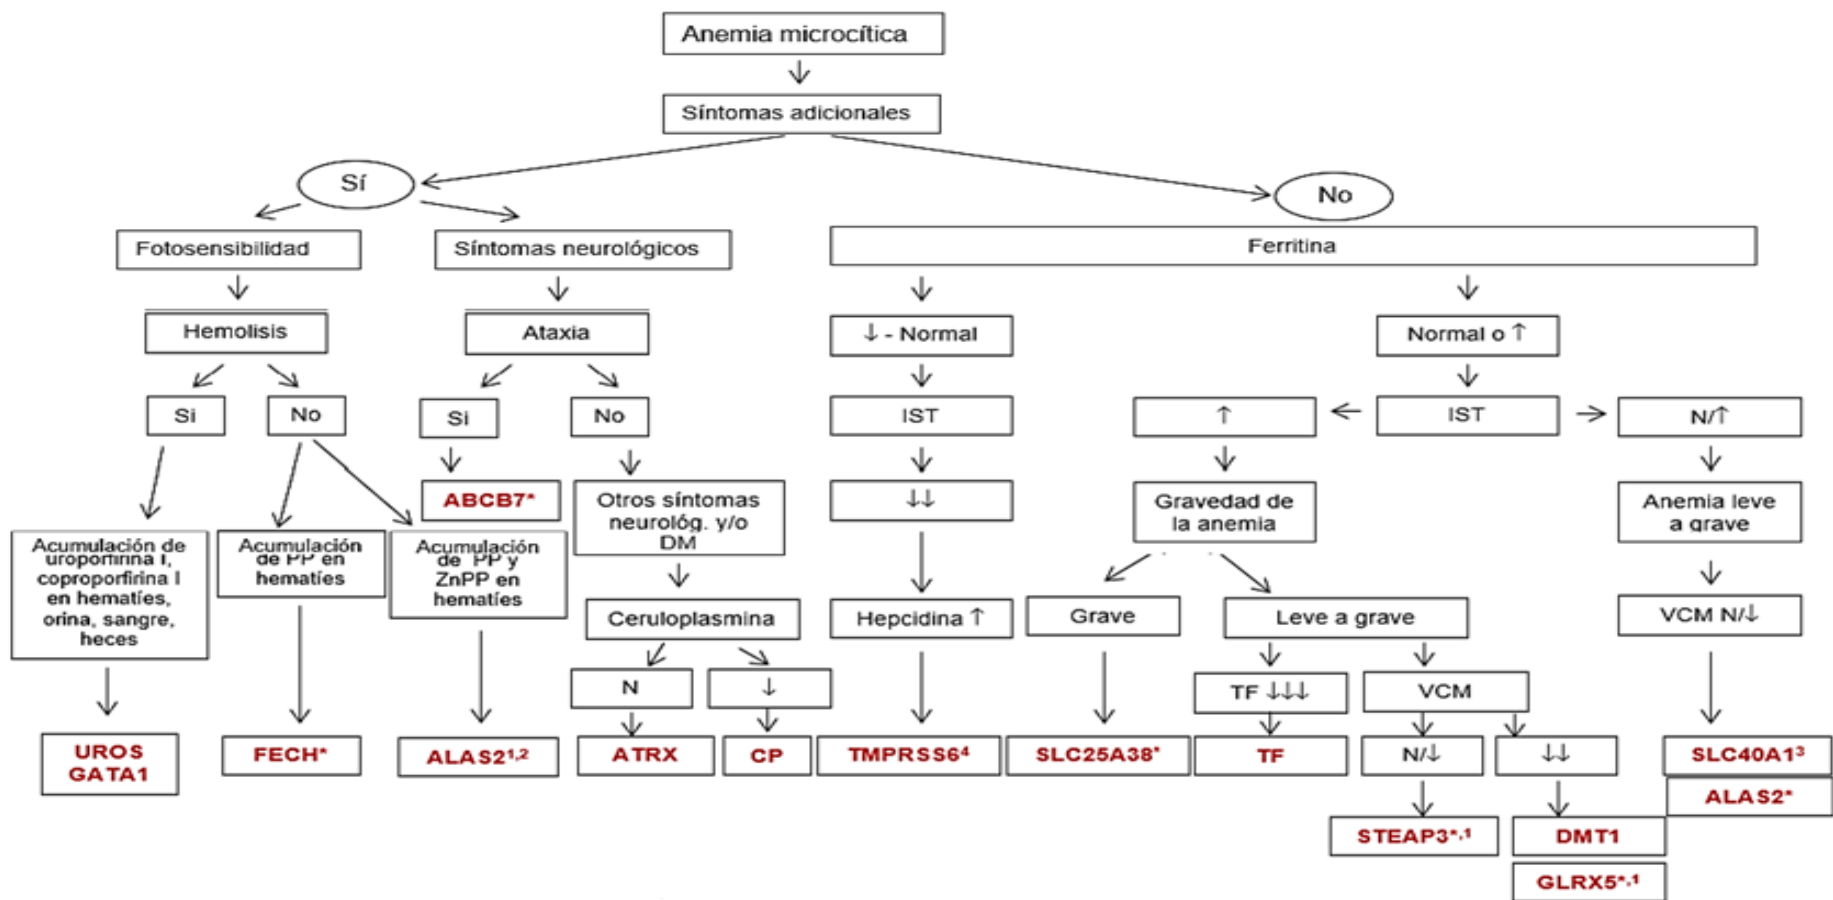 Anemia microcítica
Síntomas adicionales
Sí
No
Fotosensibilidad
Síntomas neurológicos
Ferritina
Hemolisis
Ataxia
↓ - Normal
Normal o ↑
Si
No
Si
No
IST
↑
IST
N/↑
ABCB7*
Otros síntomas
neurológ. y/o
DM
↓↓
Gravedad de
la anemia
Anemia leve
a grave
Acumulación de
uroporfirina I,
coproporfirina I
en hematíes,
orina, sangre,
heces
Acumulación
de PP en
hematíes
Acumulación
de PP y
ZnPP en
hematíes
Ceruloplasmina
Hepcidina ↑
Grave
Leve a grave
VCM N/↓
N
↓
TF ↓↓↓
VCM
UROS
GATA1
FECH*
ALAS2¹,²
ATRX
CP
TMPRSS6⁴
SLC25A38*
TF
N/↓
↓↓
SLC40A1³
ALAS2*
STEAP3*,¹
DMT1
GLRX5*,¹